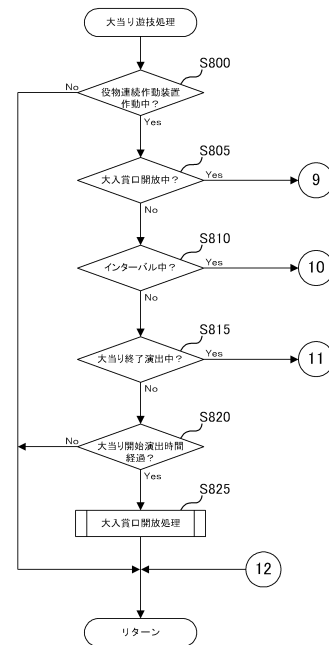 大当り遊技処理
S800
役物連続作動装置
作動中？
No
Yes
S805
大入賞口開放中？
Yes
9
No
S810
インターバル中？
Yes
10
No
S815
大当り終了演出中？
Yes
11
No
S820
大当り開始演出時間
経過？
No
Yes
S825
大入賞口開放処理
12
リターン